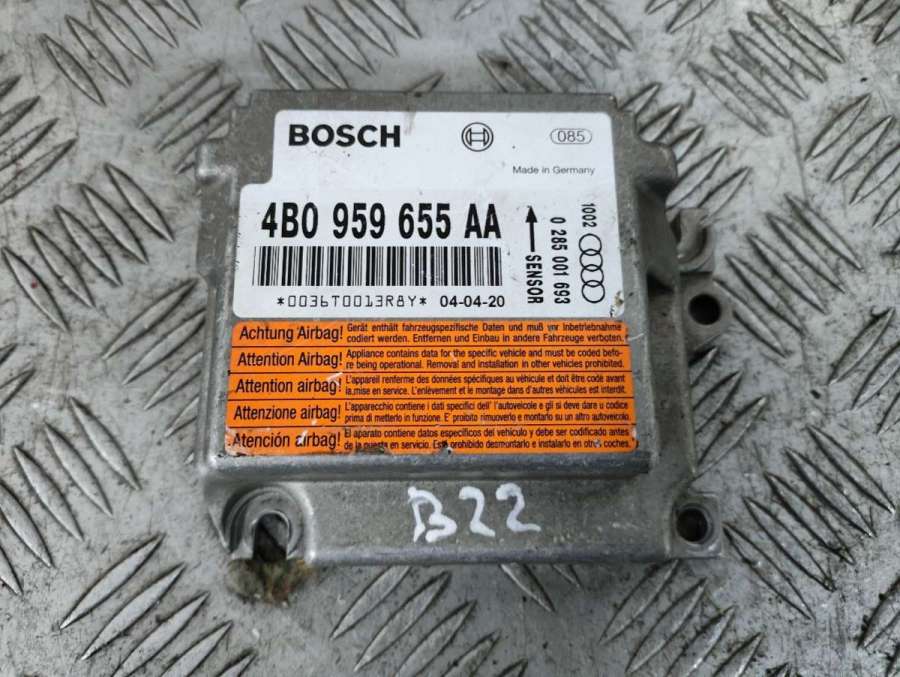 BOSCH
085
Made in Germany
4B0 959 655 AA
SENSOR
0 285 001 693
1002
*0036T0013R8Y* 04-04-20
Achtung Airbag! Gerät enthält fahrzeugspezifische Daten und muß vor Inbetriebnahme
codiert werden. Entfernen und Einbau in andere Fahrzeuge verboten.
Attention Airbag! Appliance contains data for the specific vehicle and must be coded befo-
re being operational. Removal and installation in other vehicles prohibited.
Attention airbag! L'appareil renferme des données spécifiques au véhicule et doit être codé avant
la mise en service. L'enlèvement et le montage dans d'autres véhicules est interdit.
Attenzione airbag! L'apparecchio contiene i dati specifici dell' l'autoveicolo e gli si deve dare u codice
prima di metterlo in funzione. E' proibito rimuoverlo e montarlo su un altro autoveicolo.
Atención airbag! El aparato contiene datos específicos del vehículo y debe ser codificado antes
de la puesta en servicio. Esta prohibido desmontarlo e instalarlo en otros coches.
B22